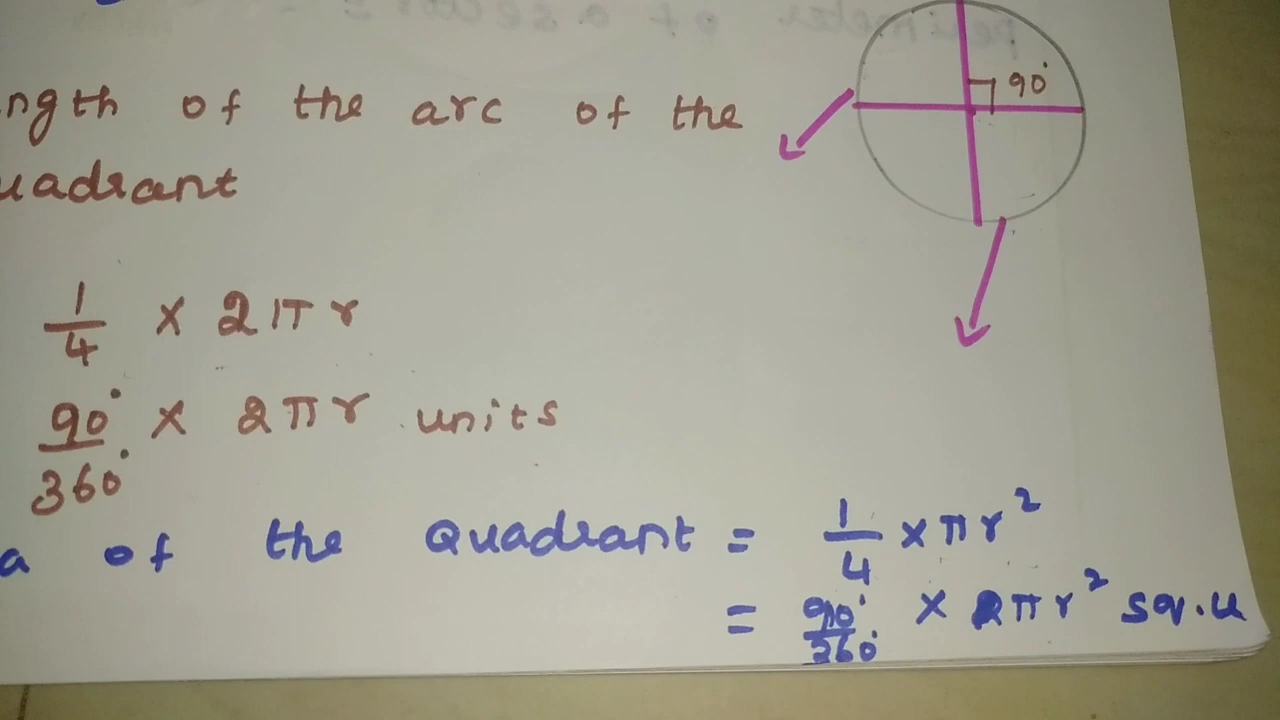 ngth of the arc of the
uadrant
90°
1/4 × 2πr
90°/360° × 2πr units
a of the Quadrant = 1/4 × πr²
= 90°/360° × 2πr² sq.u